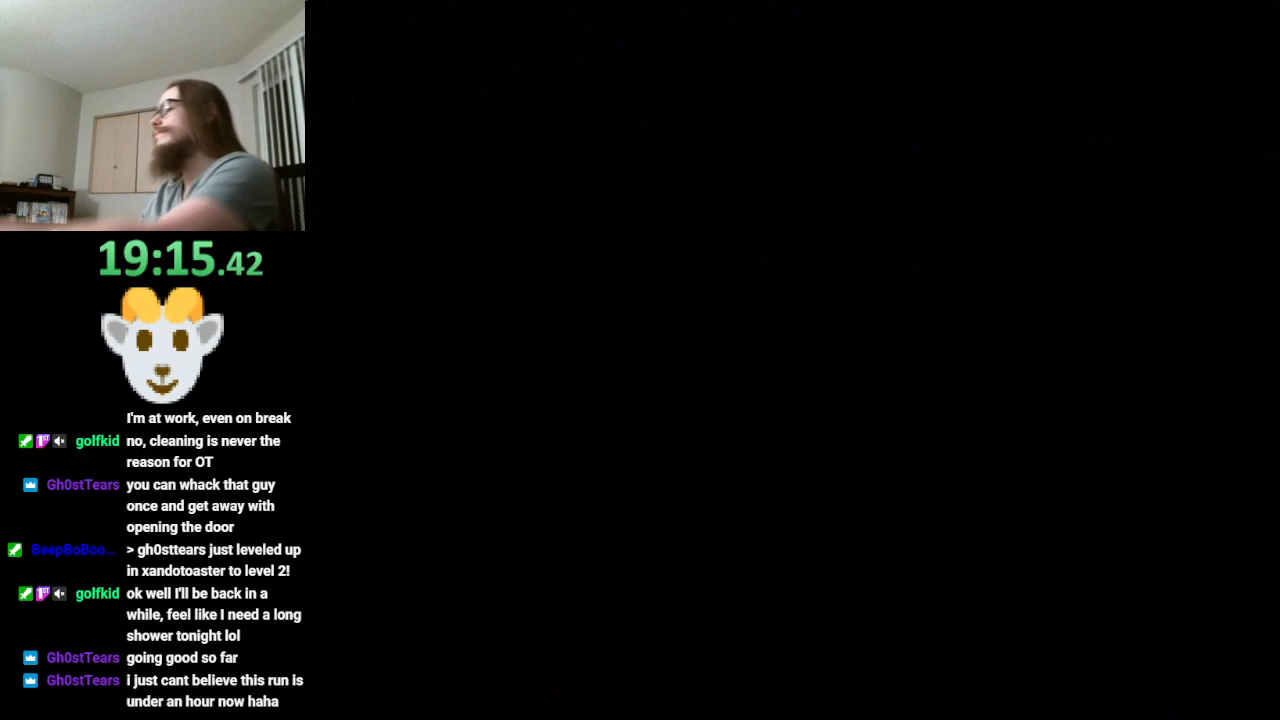 19:15.42
I'm at work, even on break
golfkid no, cleaning is never the
reason for OT
Gh0stTears you can whack that guy
once and get away with
opening the door
BeepBoBoo... > gh0sttears just leveled up
in xandotoaster to level 2!
golfkid ok well I'll be back in a
while, feel like I need a long
shower tonight lol
Gh0stTears going good so far
Gh0stTears i just cant believe this run is
under an hour now haha